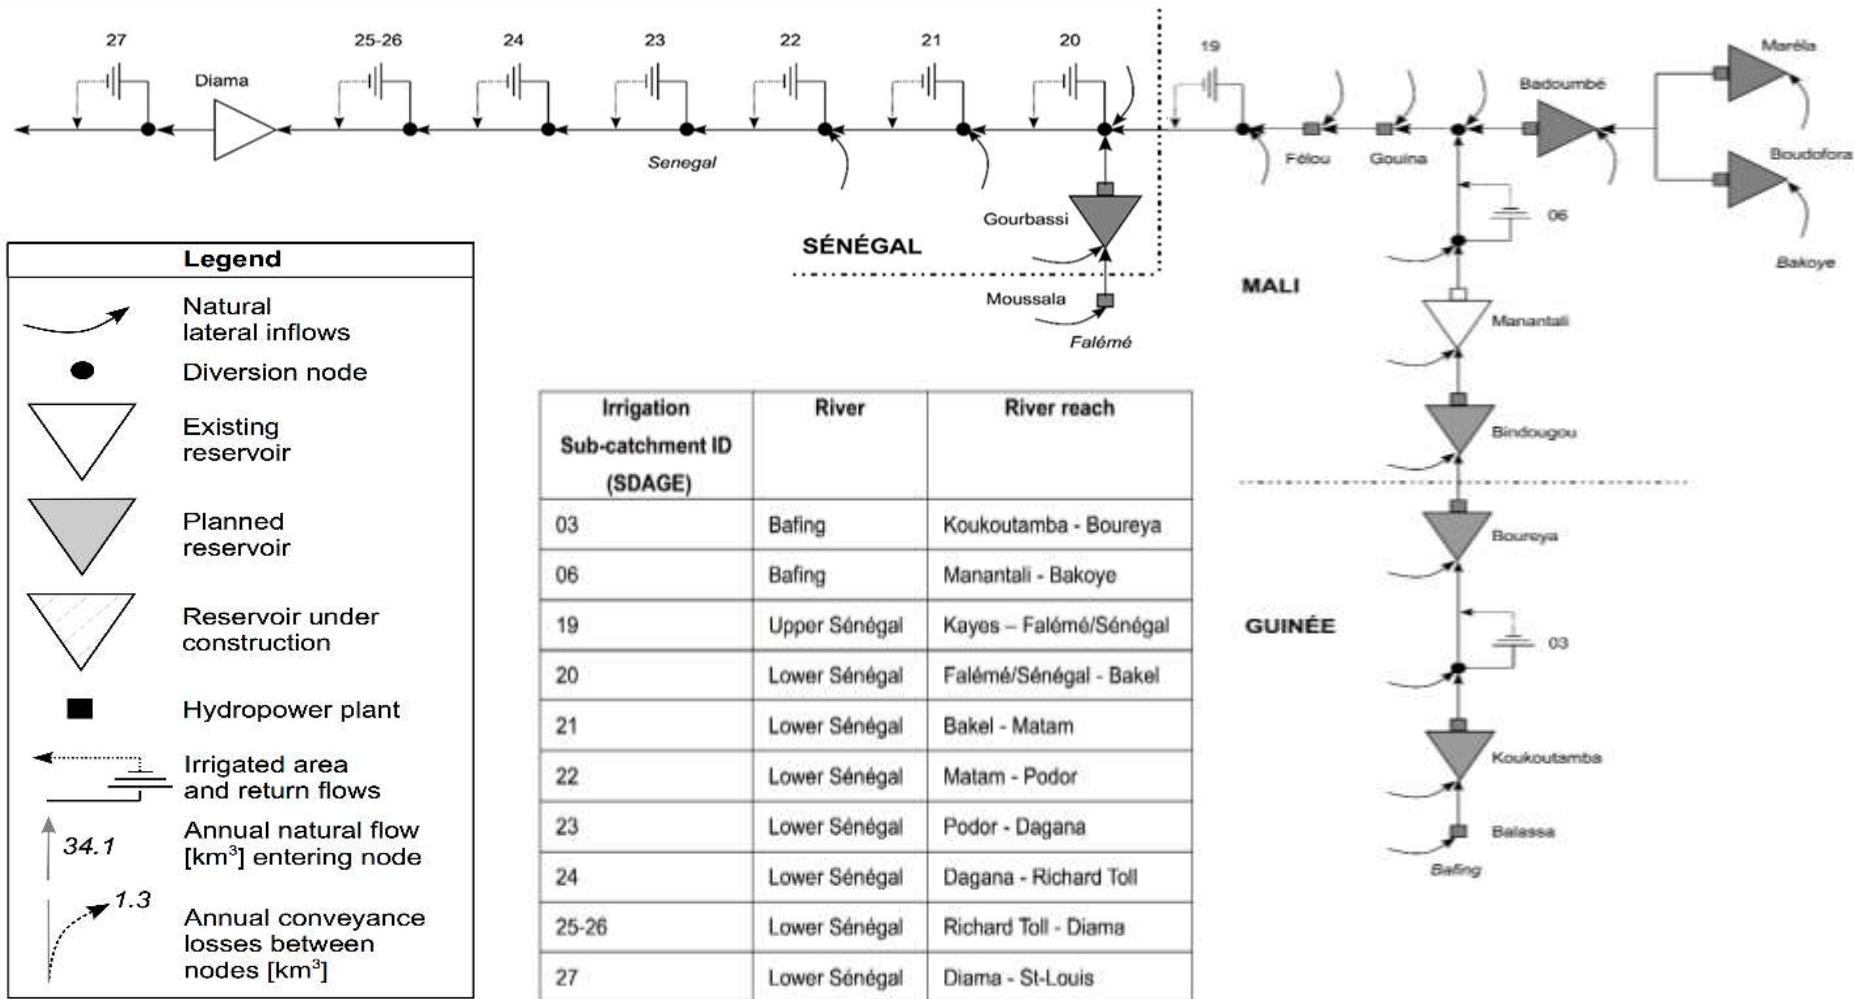 27
25-26
24
23
22
21
20
19
Diama
Senegal
Félou
Gouina
Badoumbé
Maréla
Boudofora
Bakoye
06
Gourbassi
SÉNÉGAL
Moussala
Falémé
MALI
Manantali
Bindougou
Boureya
GUINÉE
03
Koukoutamba
Balassa
Bafing
Legend
Natural
lateral inflows
Diversion node
Existing
reservoir
Planned
reservoir
Reservoir under
construction
Hydropower plant
Irrigated area
and return flows
34.1
Annual natural flow
[km³] entering node
1.3
Annual conveyance
losses between
nodes [km³]
Irrigation
Sub-catchment ID
(SDAGE)
River
River reach
03 Bafing Koukoutamba - Boureya
06 Bafing Manantali - Bakoye
19 Upper Sénégal Kayes – Falémé/Sénégal
20 Lower Sénégal Falémé/Sénégal - Bakel
21 Lower Sénégal Bakel - Matam
22 Lower Sénégal Matam - Podor
23 Lower Sénégal Podor - Dagana
24 Lower Sénégal Dagana - Richard Toll
25-26 Lower Sénégal Richard Toll - Diama
27 Lower Sénégal Diama - St-Louis